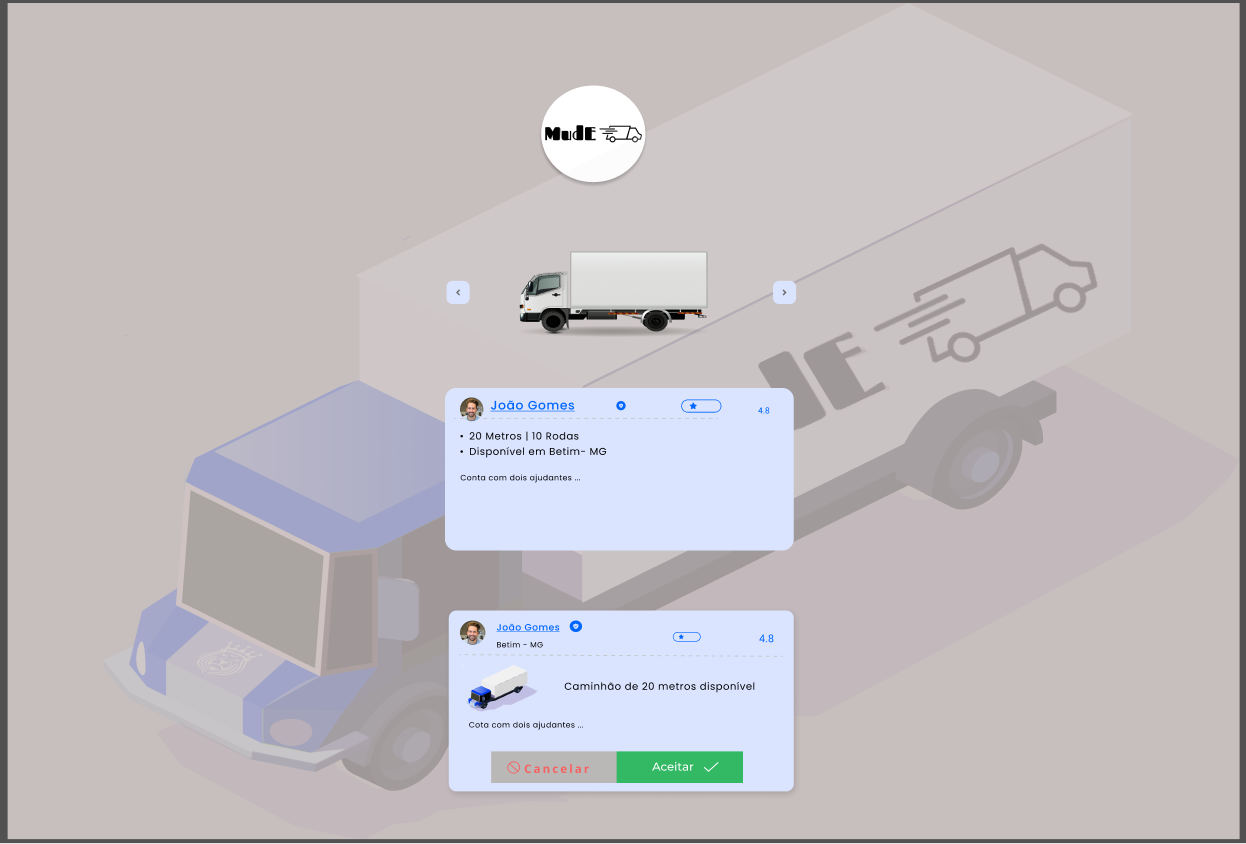 MudE
UE
João Gomes
4.8
• 20 Metros | 10 Rodas
• Disponível em Betim- MG
Conta com dois ajudantes ...
João Gomes
Betim - MG
4.8
Caminhão de 20 metros disponível
Cota com dois ajudantes ...
Cancelar
Aceitar